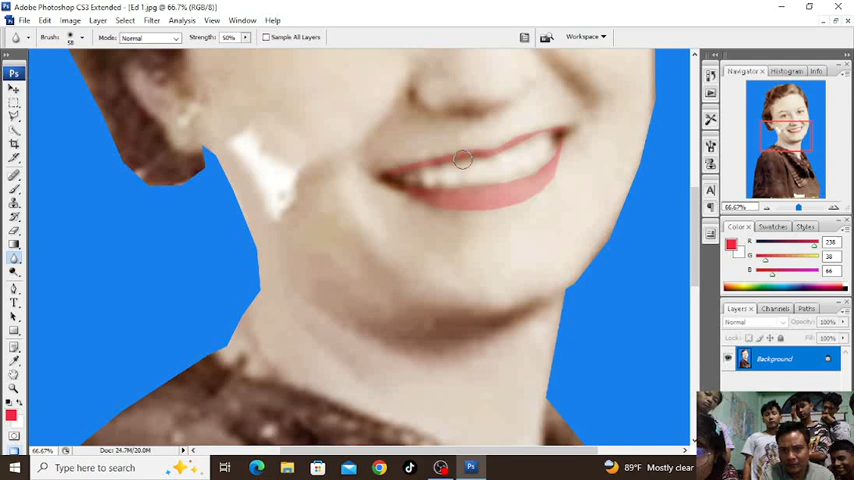 Adobe Photoshop CS3 Extended - [Ed 1.jpg @ 66.7% (RGB/8)]
File Edit Image Layer Select Filter Analysis View Window Help
Brush: 58 Mode: Normal Strength: 50% Sample All Layers Workspace
Ps
Navigator Histogram Info
66.67%
Color Swatches Styles
R 238
G 38
B 66
Layers Channels Paths
Normal Opacity: 100%
Lock: Fill: 100%
Background
66.67% Doc: 24.7M/20.0M
Type here to search
Ps
89°F Mostly clear